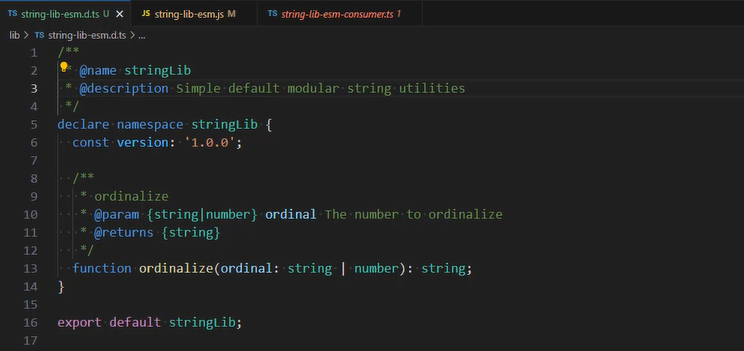 TS string-lib-esm.d.ts U × JS string-lib-esm.js M TS string-lib-esm-consumer.ts 1
lib > TS string-lib-esm.d.ts > ...
1 /**
2 * @name stringLib
3 * @description Simple default modular string utilities
4 */
5 declare namespace stringLib {
6 const version: '1.0.0';
7
8 /**
9 * ordinalize
10 * @param {string|number} ordinal The number to ordinalize
11 * @returns {string}
12 */
13 function ordinalize(ordinal: string | number): string;
14 }
15
16 export default stringLib;
17